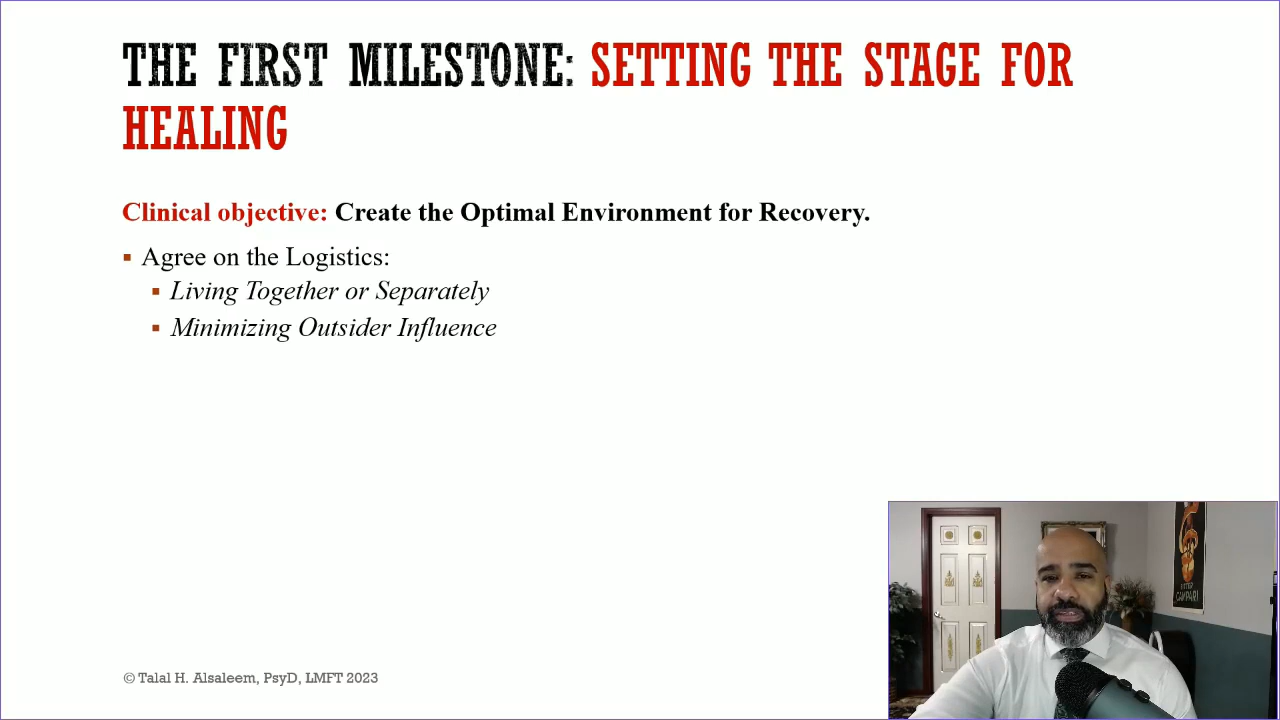 THE FIRST MILESTONE: SETTING THE STAGE FOR
HEALING
Clinical objective: Create the Optimal Environment for Recovery.
Agree on the Logistics:
Living Together or Separately
Minimizing Outsider Influence
© Talal H. Alsaleem, PsyD, LMFT 2023
CAMPARI